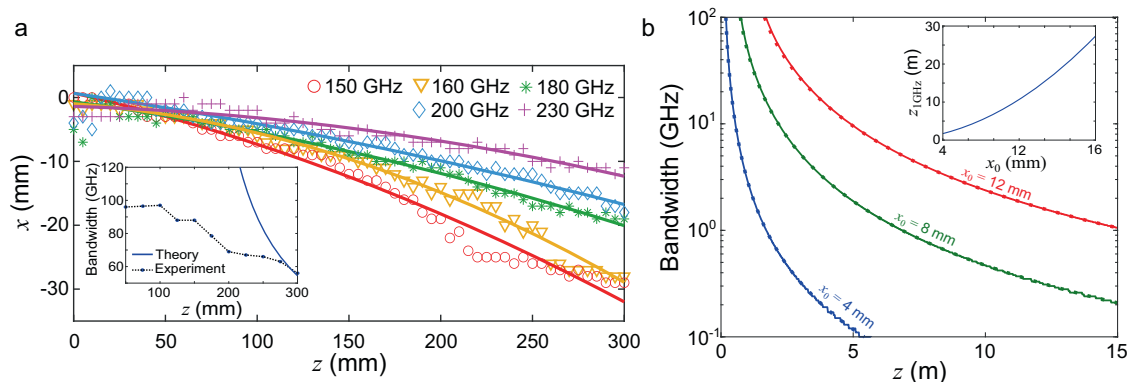 a
150 GHz 160 GHz 180 GHz
200 GHz 230 GHz
x (mm)
0
-10
-20
-30
0 50 100 150 200 250 300
z (mm)
Bandwidth (GHz)
120
100
80
60
Theory
Experiment
100 200 300
z (mm)
b
Bandwidth (GHz)
10²
10¹
10⁰
10⁻¹
0 5 10 15
z (m)
x₀ = 4 mm
x₀ = 8 mm
x₀ = 12 mm
z₁GHz (m)
30
20
10
0
4 8 12 16
x₀ (mm)